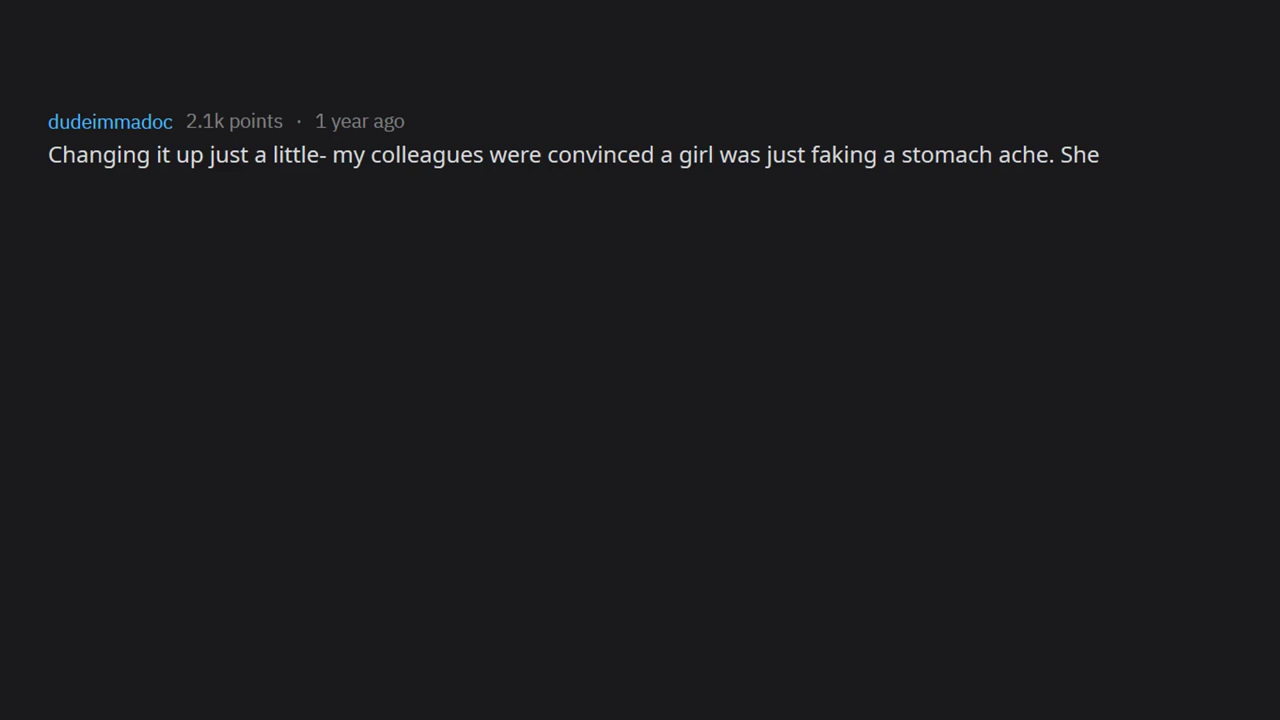 dudeimmadoc 2.1k points · 1 year ago
Changing it up just a little- my colleagues were convinced a girl was just faking a stomach ache. She